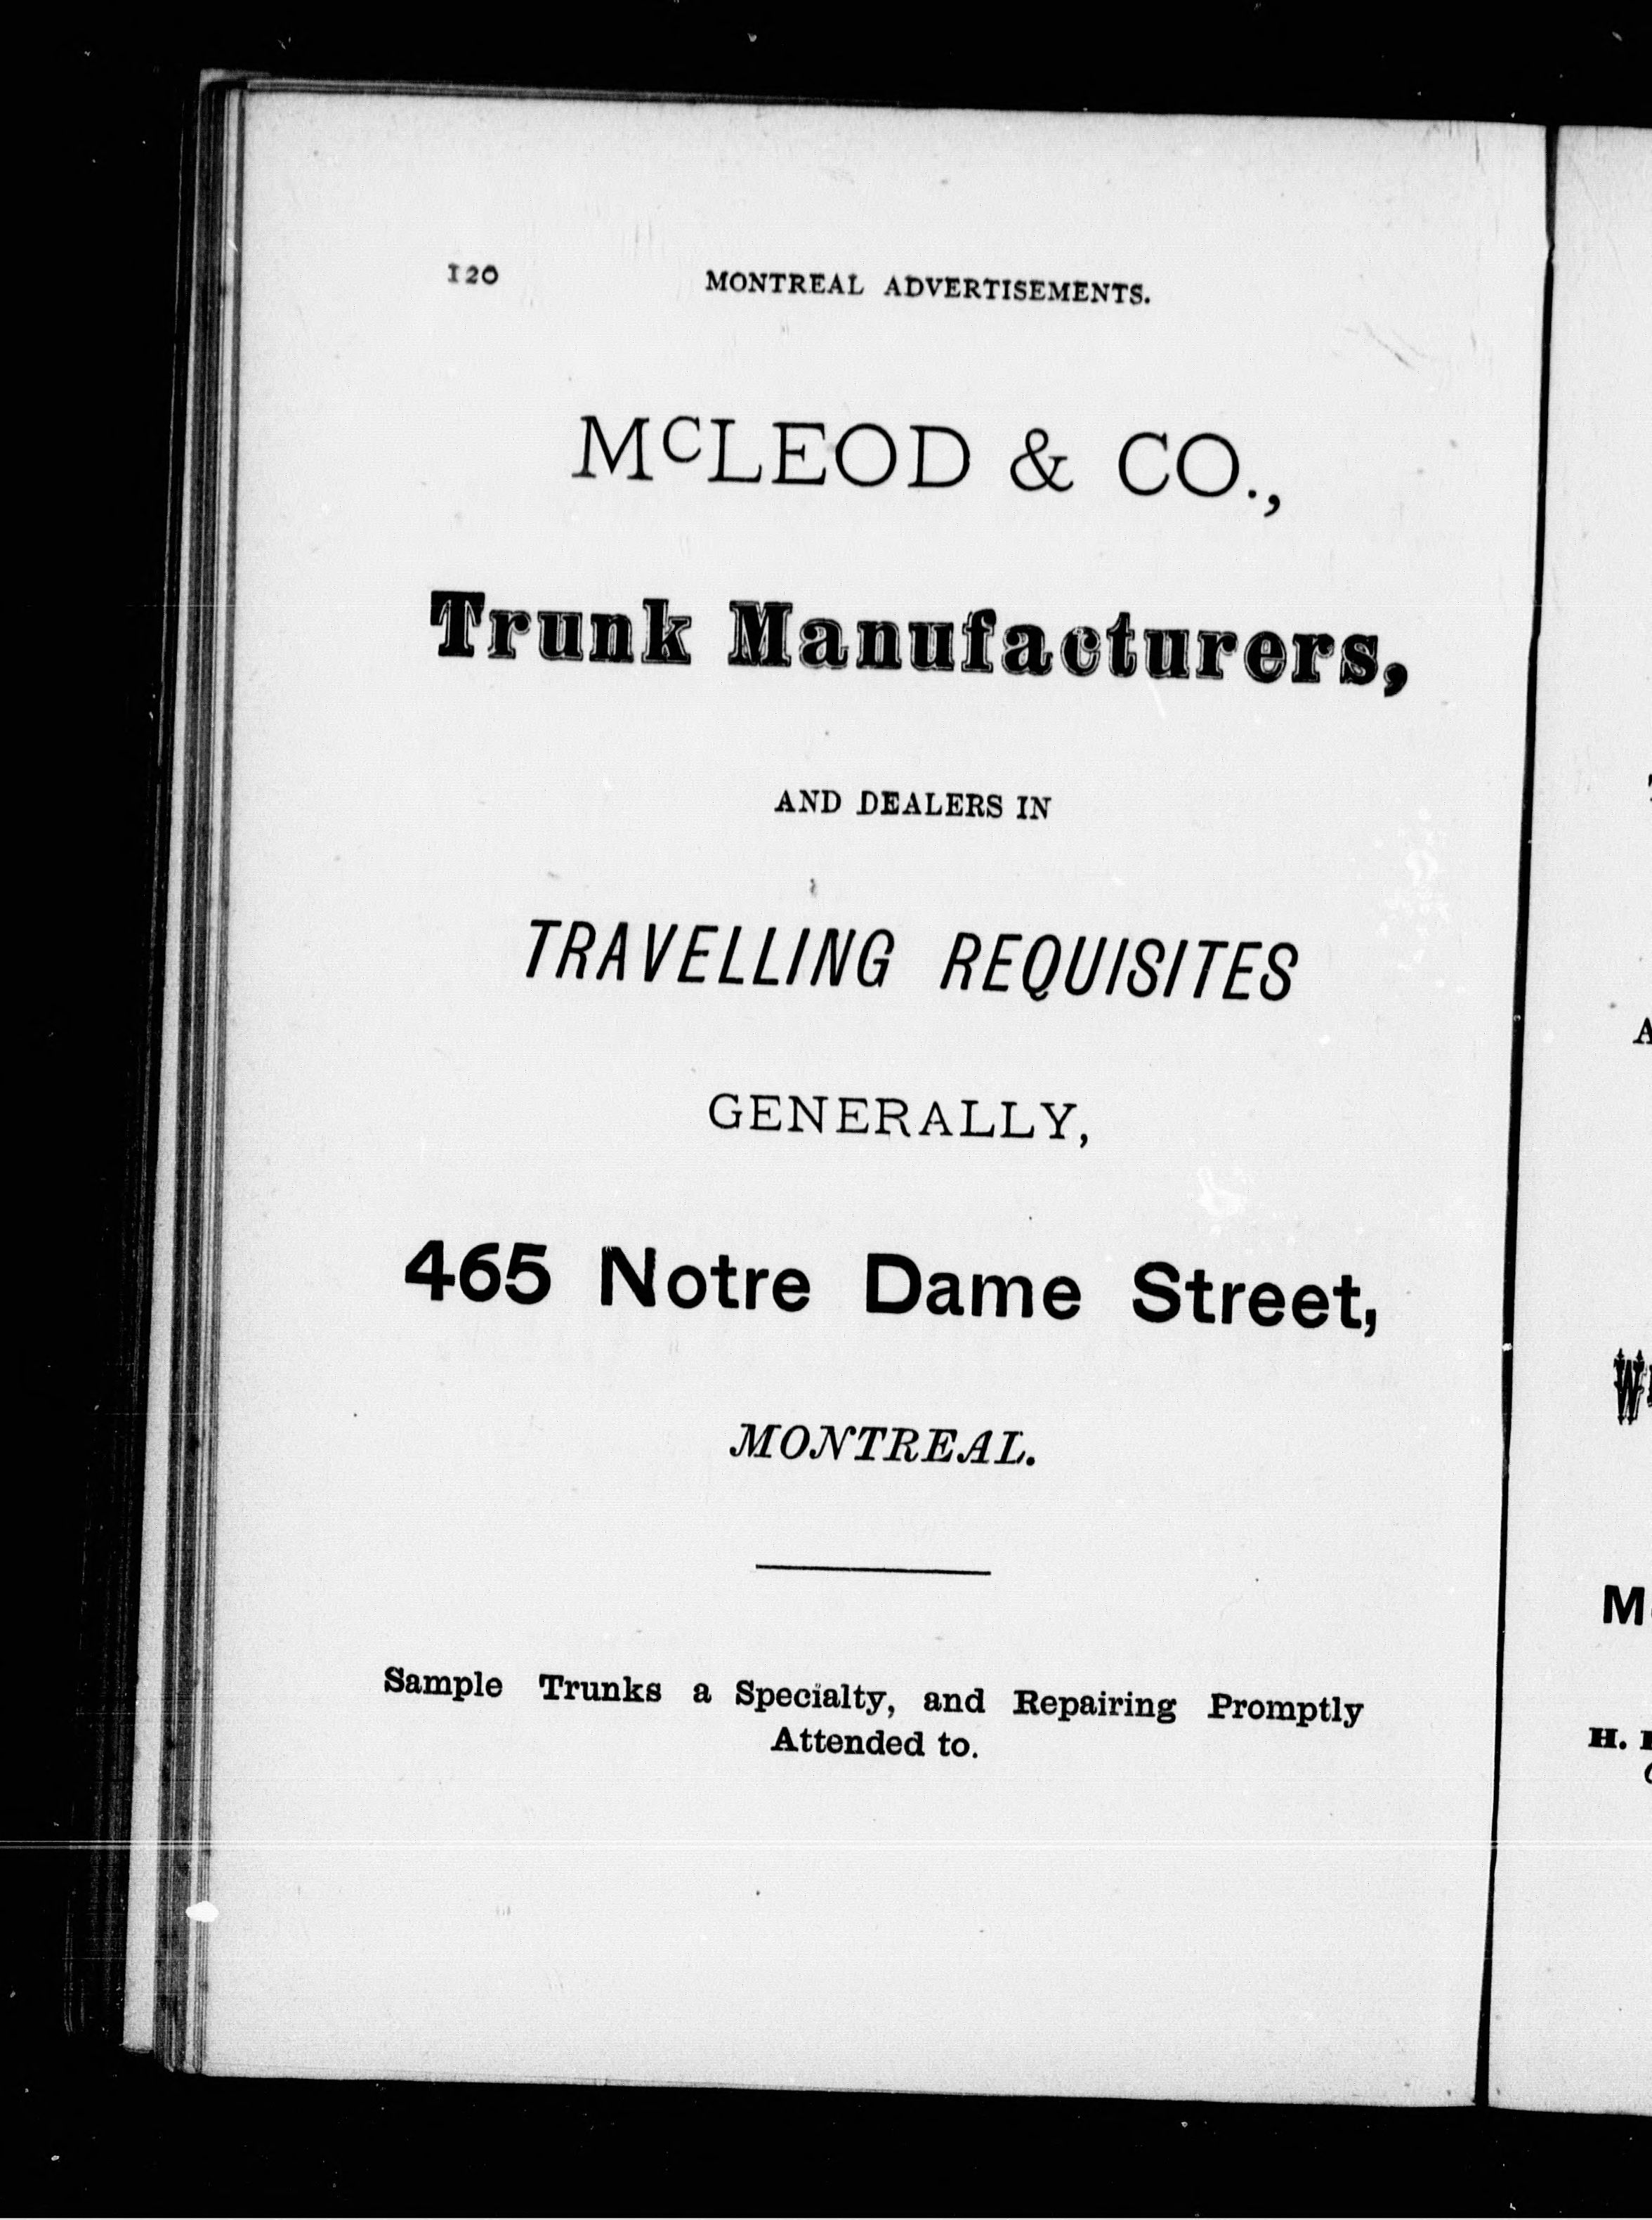 120 MONTREAL ADVERTISEMENTS.
McLEOD & CO.,
Trunk Manufacturers,
AND DEALERS IN
TRAVELLING REQUISITES
GENERALLY,
465 Notre Dame Street,
MONTREAL.
Sample Trunks a Specialty, and Repairing Promptly
Attended to.
A
W
M
H.